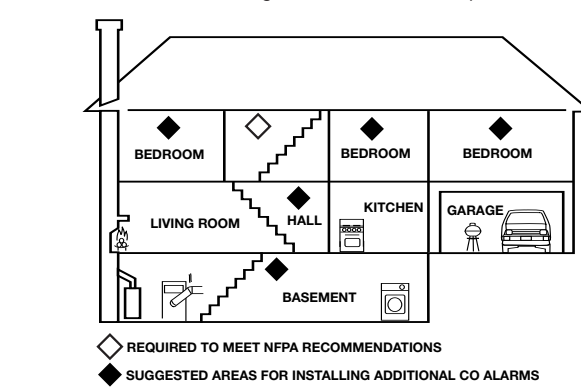 BEDROOM
BEDROOM
BEDROOM
LIVING ROOM
HALL
KITCHEN
GARAGE
BASEMENT
REQUIRED TO MEET NFPA RECOMMENDATIONS
SUGGESTED AREAS FOR INSTALLING ADDITIONAL CO ALARMS